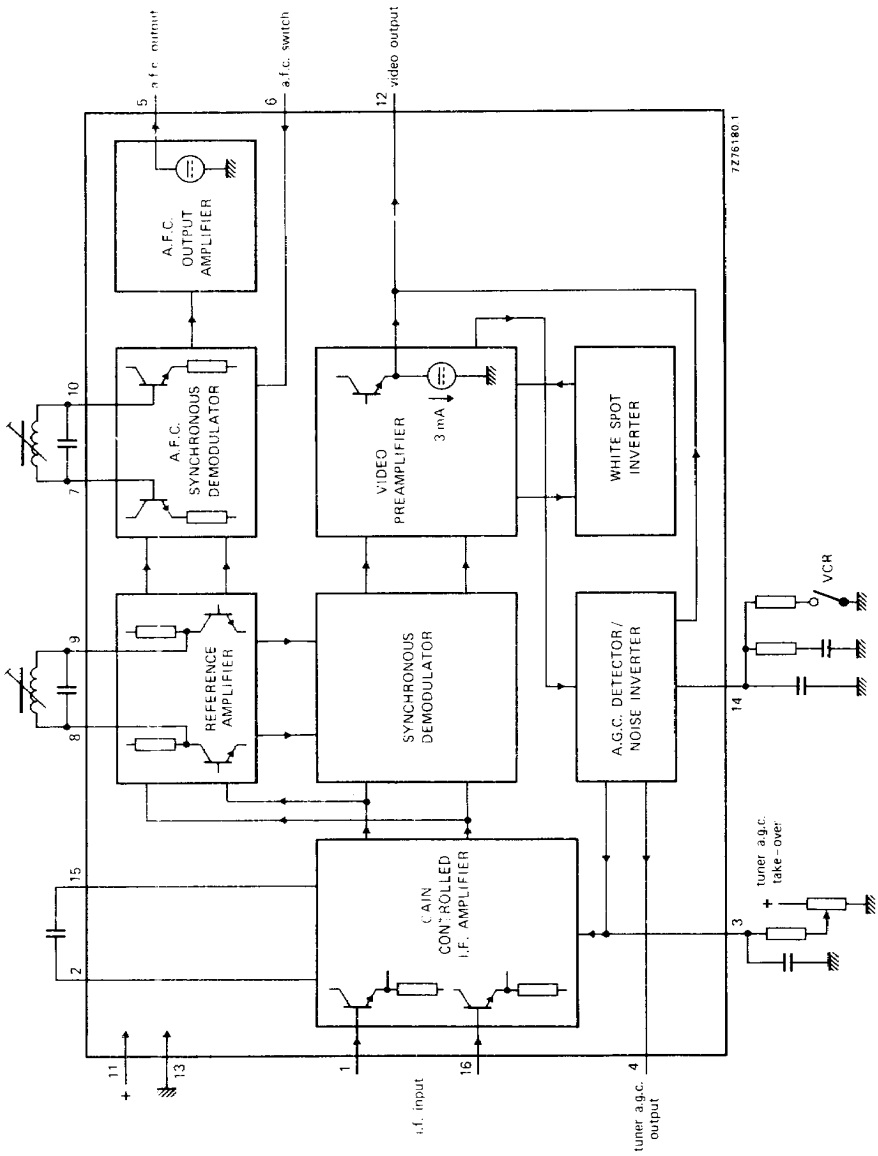 5
a.f.c. output
6
a.f.c. switch
12
video output
7Z76180.1
A.F.C.
OUTPUT
AMPLIFIER
10
7
A.F.C.
SYNCHRONOUS
DEMODULATOR
VIDEO
PREAMPLIFIER
3 mA
WHITE SPOT
INVERTER
9
8
REFERENCE
AMPLIFIER
SYNCHRONOUS
DEMODULATOR
A.G.C. DETECTOR/
NOISE INVERTER
14
VCR
15
2
GAIN
CONTROLLED
I.F. AMPLIFIER
3
+
tuner a.g.c.
take-over
11
+
13
1
i.f. input
16
4
tuner a.g.c.
output